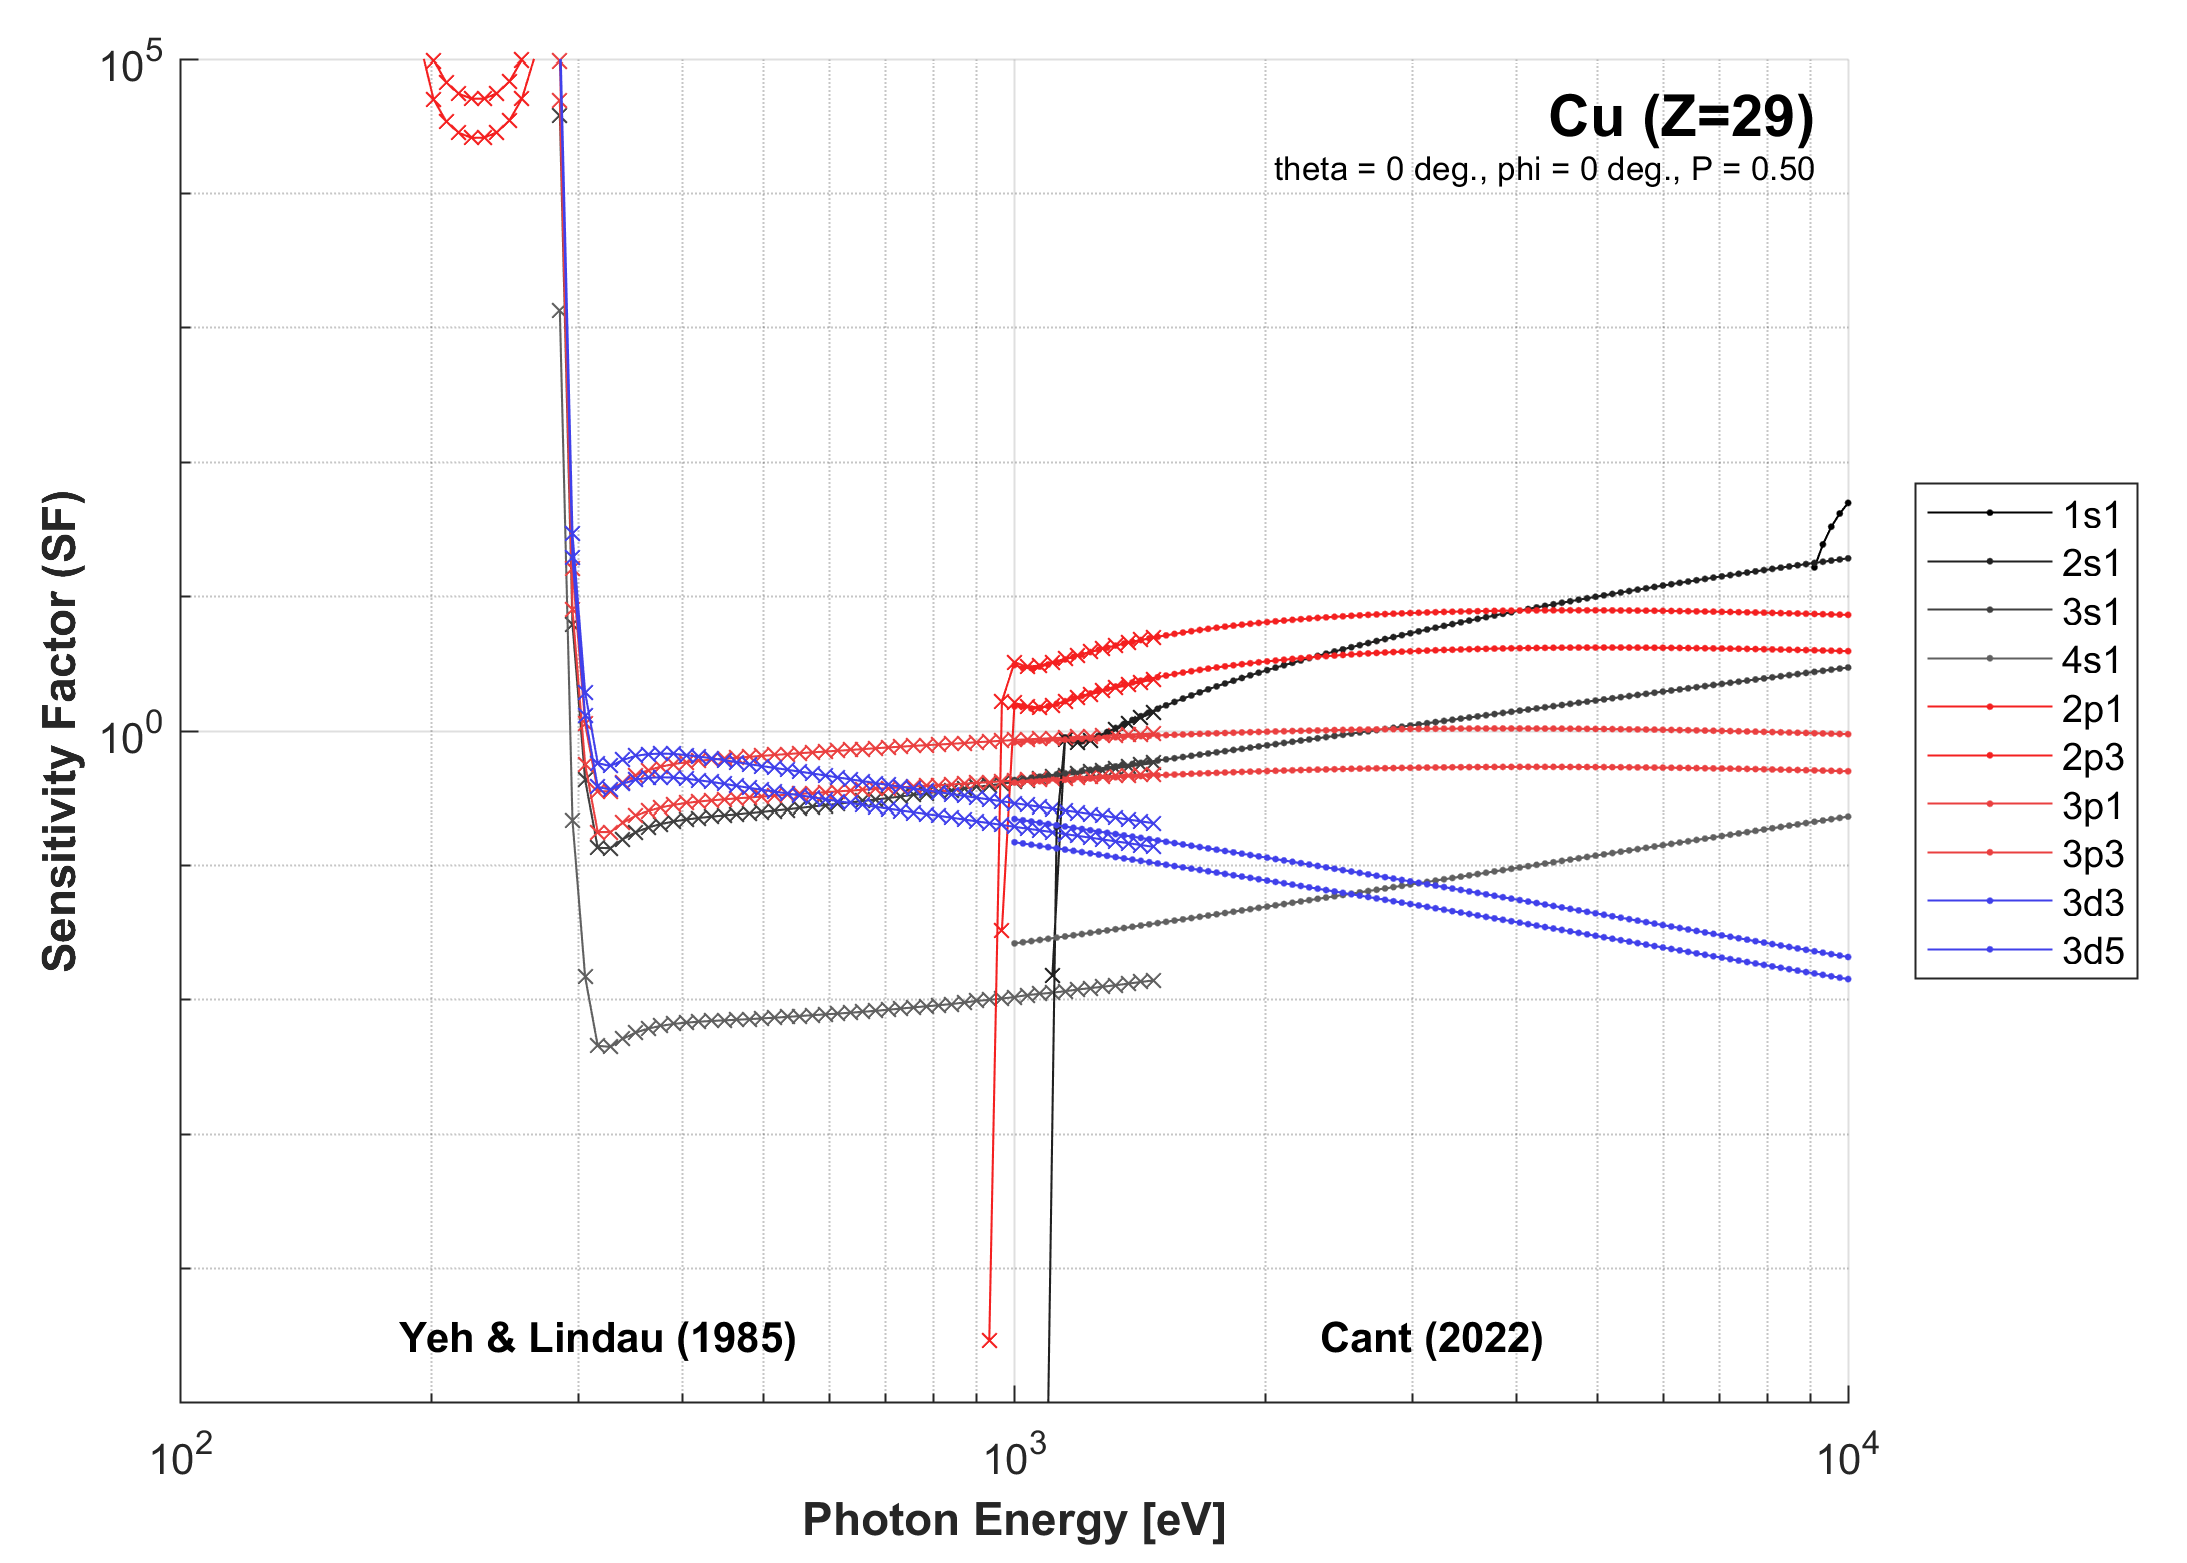 Cu (Z=29)
theta = 0 deg., phi = 0 deg., P = 0.50
10^5
10^0
Sensitivity Factor (SF)
Yeh & Lindau (1985)
Cant (2022)
10^2
10^3
10^4
Photon Energy [eV]
1s1
2s1
3s1
4s1
2p1
2p3
3p1
3p3
3d3
3d5